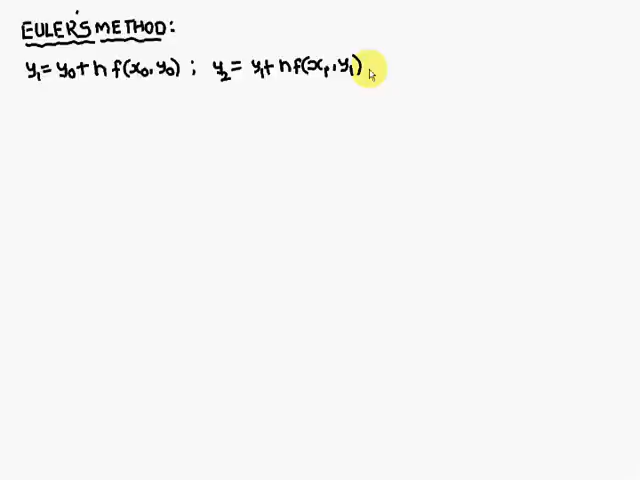 EULER'S METHOD:
y₁ = y₀ + h f(x₀, y₀) ; y₂ = y₁ + h f(x₁, y₁)